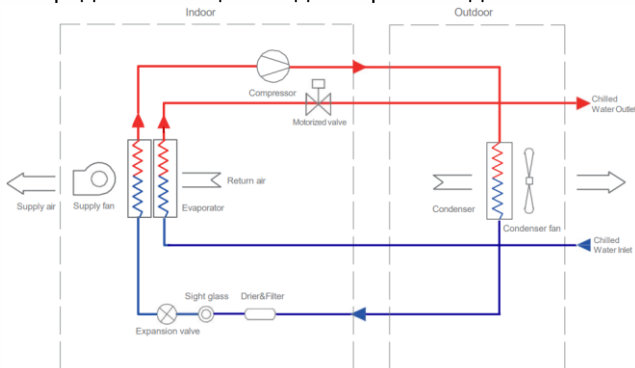 Indoor
Outdoor
Compressor
Chilled
Water Outlet
Motorized valve
Return air
Supply air
Supply fan
Evaporator
Condenser
Condenser fan
Chilled
Water Inlet
Sight glass
Drier&Filter
Expansion valve